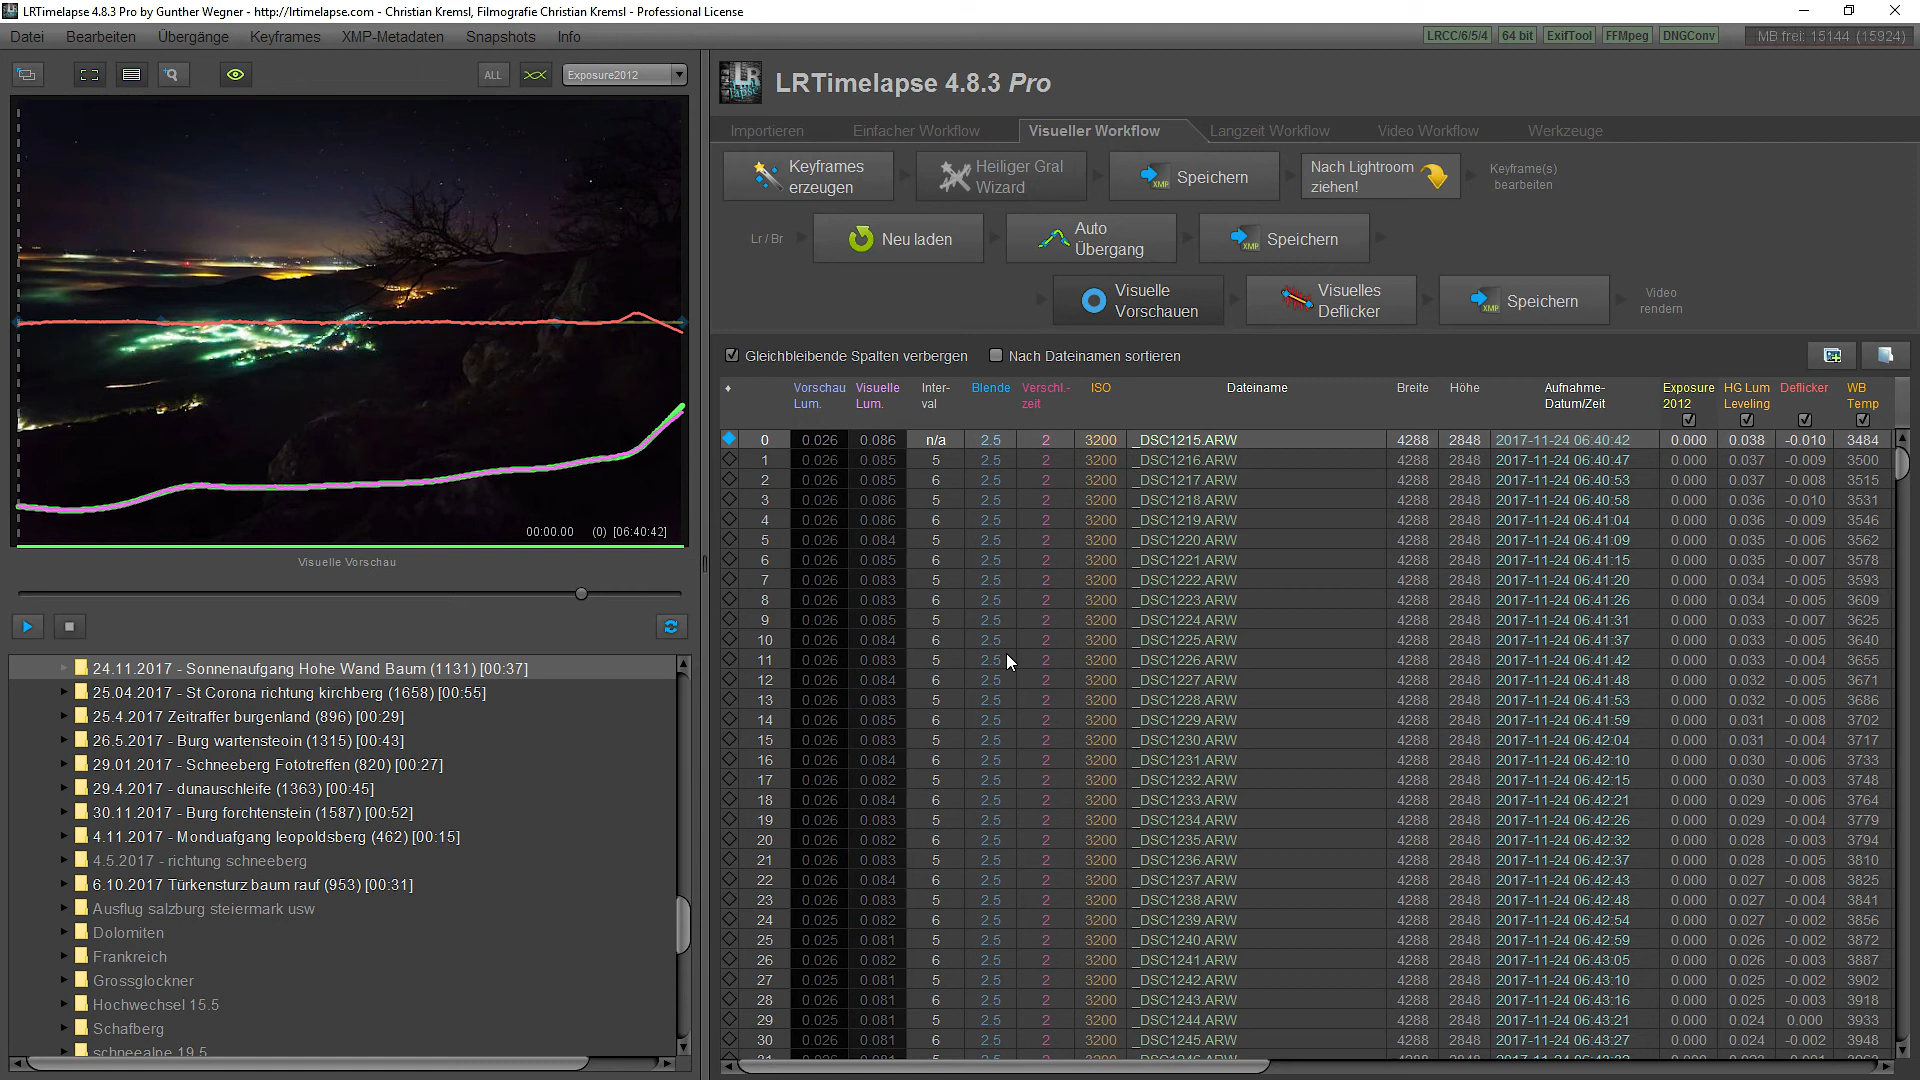 LRTimelapse 4.8.3 Pro by Gunther Wegner - http://lrtimelapse.com - Christian Kremsl, Filmografie Christian Kremsl - Professional License
Datei Bearbeiten Übergänge Keyframes XMP-Metadaten Snapshots Info LRCC/6/5/4 64 bit ExifTool FFMpeg DNGConv MB frei: 15144 (15924)
ALL Exposure2012
00:00.00 (0) [06:40:42]
Visuelle Vorschau
24.11.2017 - Sonnenaufgang Hohe Wand Baum (1131) [00:37]
25.04.2017 - St Corona richtung kirchberg (1658) [00:55]
25.4.2017 Zeitraffer burgenland (896) [00:29]
26.5.2017 - Burg wartensteoin (1315) [00:43]
29.01.2017 - Schneeberg Fototreffen (820) [00:27]
29.4.2017 - dunauschleife (1363) [00:45]
30.11.2017 - Burg forchtenstein (1587) [00:52]
4.11.2017 - Monduafgang leopoldsberg (462) [00:15]
4.5.2017 - richtung schneeberg
6.10.2017 Türkensturz baum rauf (953) [00:31]
Ausflug salzburg steiermark usw
Dolomiten
Frankreich
Grossglockner
Hochwechsel 15.5
Schafberg
schneealpe 19.5
LRTimelapse 4.8.3 Pro
Importieren Einfacher Workflow Visueller Workflow Langzeit Workflow Video Workflow Werkzeuge
Keyframes erzeugen Heiliger Gral Wizard XMP Speichern Nach Lightroom ziehen! Keyframe(s) bearbeiten
Lr / Br Neu laden Auto Übergang XMP Speichern
Visuelle Vorschauen Visuelles Deflicker XMP Speichern Video rendern
Gleichbleibende Spalten verbergen Nach Dateinamen sortieren
Vorschau Lum. Visuelle Lum. Inter-val Blende Verschl.-zeit ISO Dateiname Breite Höhe Aufnahme-Datum/Zeit Exposure 2012 HG Lum Leveling Deflicker WB Temp
0 0.026 0.086 n/a 2.5 2 3200 _DSC1215.ARW 4288 2848 2017-11-24 06:40:42 0.000 0.038 -0.010 3484
1 0.026 0.085 5 2.5 2 3200 _DSC1216.ARW 4288 2848 2017-11-24 06:40:47 0.000 0.037 -0.009 3500
2 0.026 0.085 6 2.5 2 3200 _DSC1217.ARW 4288 2848 2017-11-24 06:40:53 0.000 0.037 -0.008 3515
3 0.026 0.086 5 2.5 2 3200 _DSC1218.ARW 4288 2848 2017-11-24 06:40:58 0.000 0.036 -0.010 3531
4 0.026 0.086 6 2.5 2 3200 _DSC1219.ARW 4288 2848 2017-11-24 06:41:04 0.000 0.036 -0.009 3546
5 0.026 0.084 5 2.5 2 3200 _DSC1220.ARW 4288 2848 2017-11-24 06:41:09 0.000 0.035 -0.006 3562
6 0.026 0.085 6 2.5 2 3200 _DSC1221.ARW 4288 2848 2017-11-24 06:41:15 0.000 0.035 -0.007 3578
7 0.026 0.083 5 2.5 2 3200 _DSC1222.ARW 4288 2848 2017-11-24 06:41:20 0.000 0.034 -0.005 3593
8 0.026 0.083 6 2.5 2 3200 _DSC1223.ARW 4288 2848 2017-11-24 06:41:26 0.000 0.034 -0.005 3609
9 0.026 0.085 5 2.5 2 3200 _DSC1224.ARW 4288 2848 2017-11-24 06:41:31 0.000 0.033 -0.007 3625
10 0.026 0.084 6 2.5 2 3200 _DSC1225.ARW 4288 2848 2017-11-24 06:41:37 0.000 0.033 -0.005 3640
11 0.026 0.083 5 2.5 2 3200 _DSC1226.ARW 4288 2848 2017-11-24 06:41:42 0.000 0.033 -0.004 3655
12 0.026 0.084 6 2.5 2 3200 _DSC1227.ARW 4288 2848 2017-11-24 06:41:48 0.000 0.032 -0.005 3671
13 0.026 0.083 5 2.5 2 3200 _DSC1228.ARW 4288 2848 2017-11-24 06:41:53 0.000 0.032 -0.005 3686
14 0.026 0.085 6 2.5 2 3200 _DSC1229.ARW 4288 2848 2017-11-24 06:41:59 0.000 0.031 -0.008 3702
15 0.026 0.083 5 2.5 2 3200 _DSC1230.ARW 4288 2848 2017-11-24 06:42:04 0.000 0.031 -0.004 3717
16 0.026 0.084 6 2.5 2 3200 _DSC1231.ARW 4288 2848 2017-11-24 06:42:10 0.000 0.030 -0.006 3733
17 0.026 0.082 5 2.5 2 3200 _DSC1232.ARW 4288 2848 2017-11-24 06:42:15 0.000 0.030 -0.003 3748
18 0.026 0.084 6 2.5 2 3200 _DSC1233.ARW 4288 2848 2017-11-24 06:42:21 0.000 0.029 -0.006 3764
19 0.026 0.083 5 2.5 2 3200 _DSC1234.ARW 4288 2848 2017-11-24 06:42:26 0.000 0.029 -0.004 3779
20 0.026 0.082 6 2.5 2 3200 _DSC1235.ARW 4288 2848 2017-11-24 06:42:32 0.000 0.028 -0.003 3794
21 0.026 0.083 5 2.5 2 3200 _DSC1236.ARW 4288 2848 2017-11-24 06:42:37 0.000 0.028 -0.005 3810
22 0.026 0.084 6 2.5 2 3200 _DSC1237.ARW 4288 2848 2017-11-24 06:42:43 0.000 0.027 -0.008 3825
23 0.026 0.083 5 2.5 2 3200 _DSC1238.ARW 4288 2848 2017-11-24 06:42:48 0.000 0.027 -0.004 3841
24 0.025 0.082 6 2.5 2 3200 _DSC1239.ARW 4288 2848 2017-11-24 06:42:54 0.000 0.027 -0.002 3856
25 0.025 0.081 5 2.5 2 3200 _DSC1240.ARW 4288 2848 2017-11-24 06:42:59 0.000 0.026 -0.002 3872
26 0.026 0.082 6 2.5 2 3200 _DSC1241.ARW 4288 2848 2017-11-24 06:43:05 0.000 0.026 -0.003 3887
27 0.025 0.081 5 2.5 2 3200 _DSC1242.ARW 4288 2848 2017-11-24 06:43:10 0.000 0.025 -0.002 3902
28 0.026 0.081 6 2.5 2 3200 _DSC1243.ARW 4288 2848 2017-11-24 06:43:16 0.000 0.025 -0.003 3918
29 0.025 0.081 5 2.5 2 3200 _DSC1244.ARW 4288 2848 2017-11-24 06:43:21 0.000 0.024 0.000 3933
30 0.026 0.081 6 2.5 2 3200 _DSC1245.ARW 4288 2848 2017-11-24 06:43:27 0.000 0.024 -0.002 3948